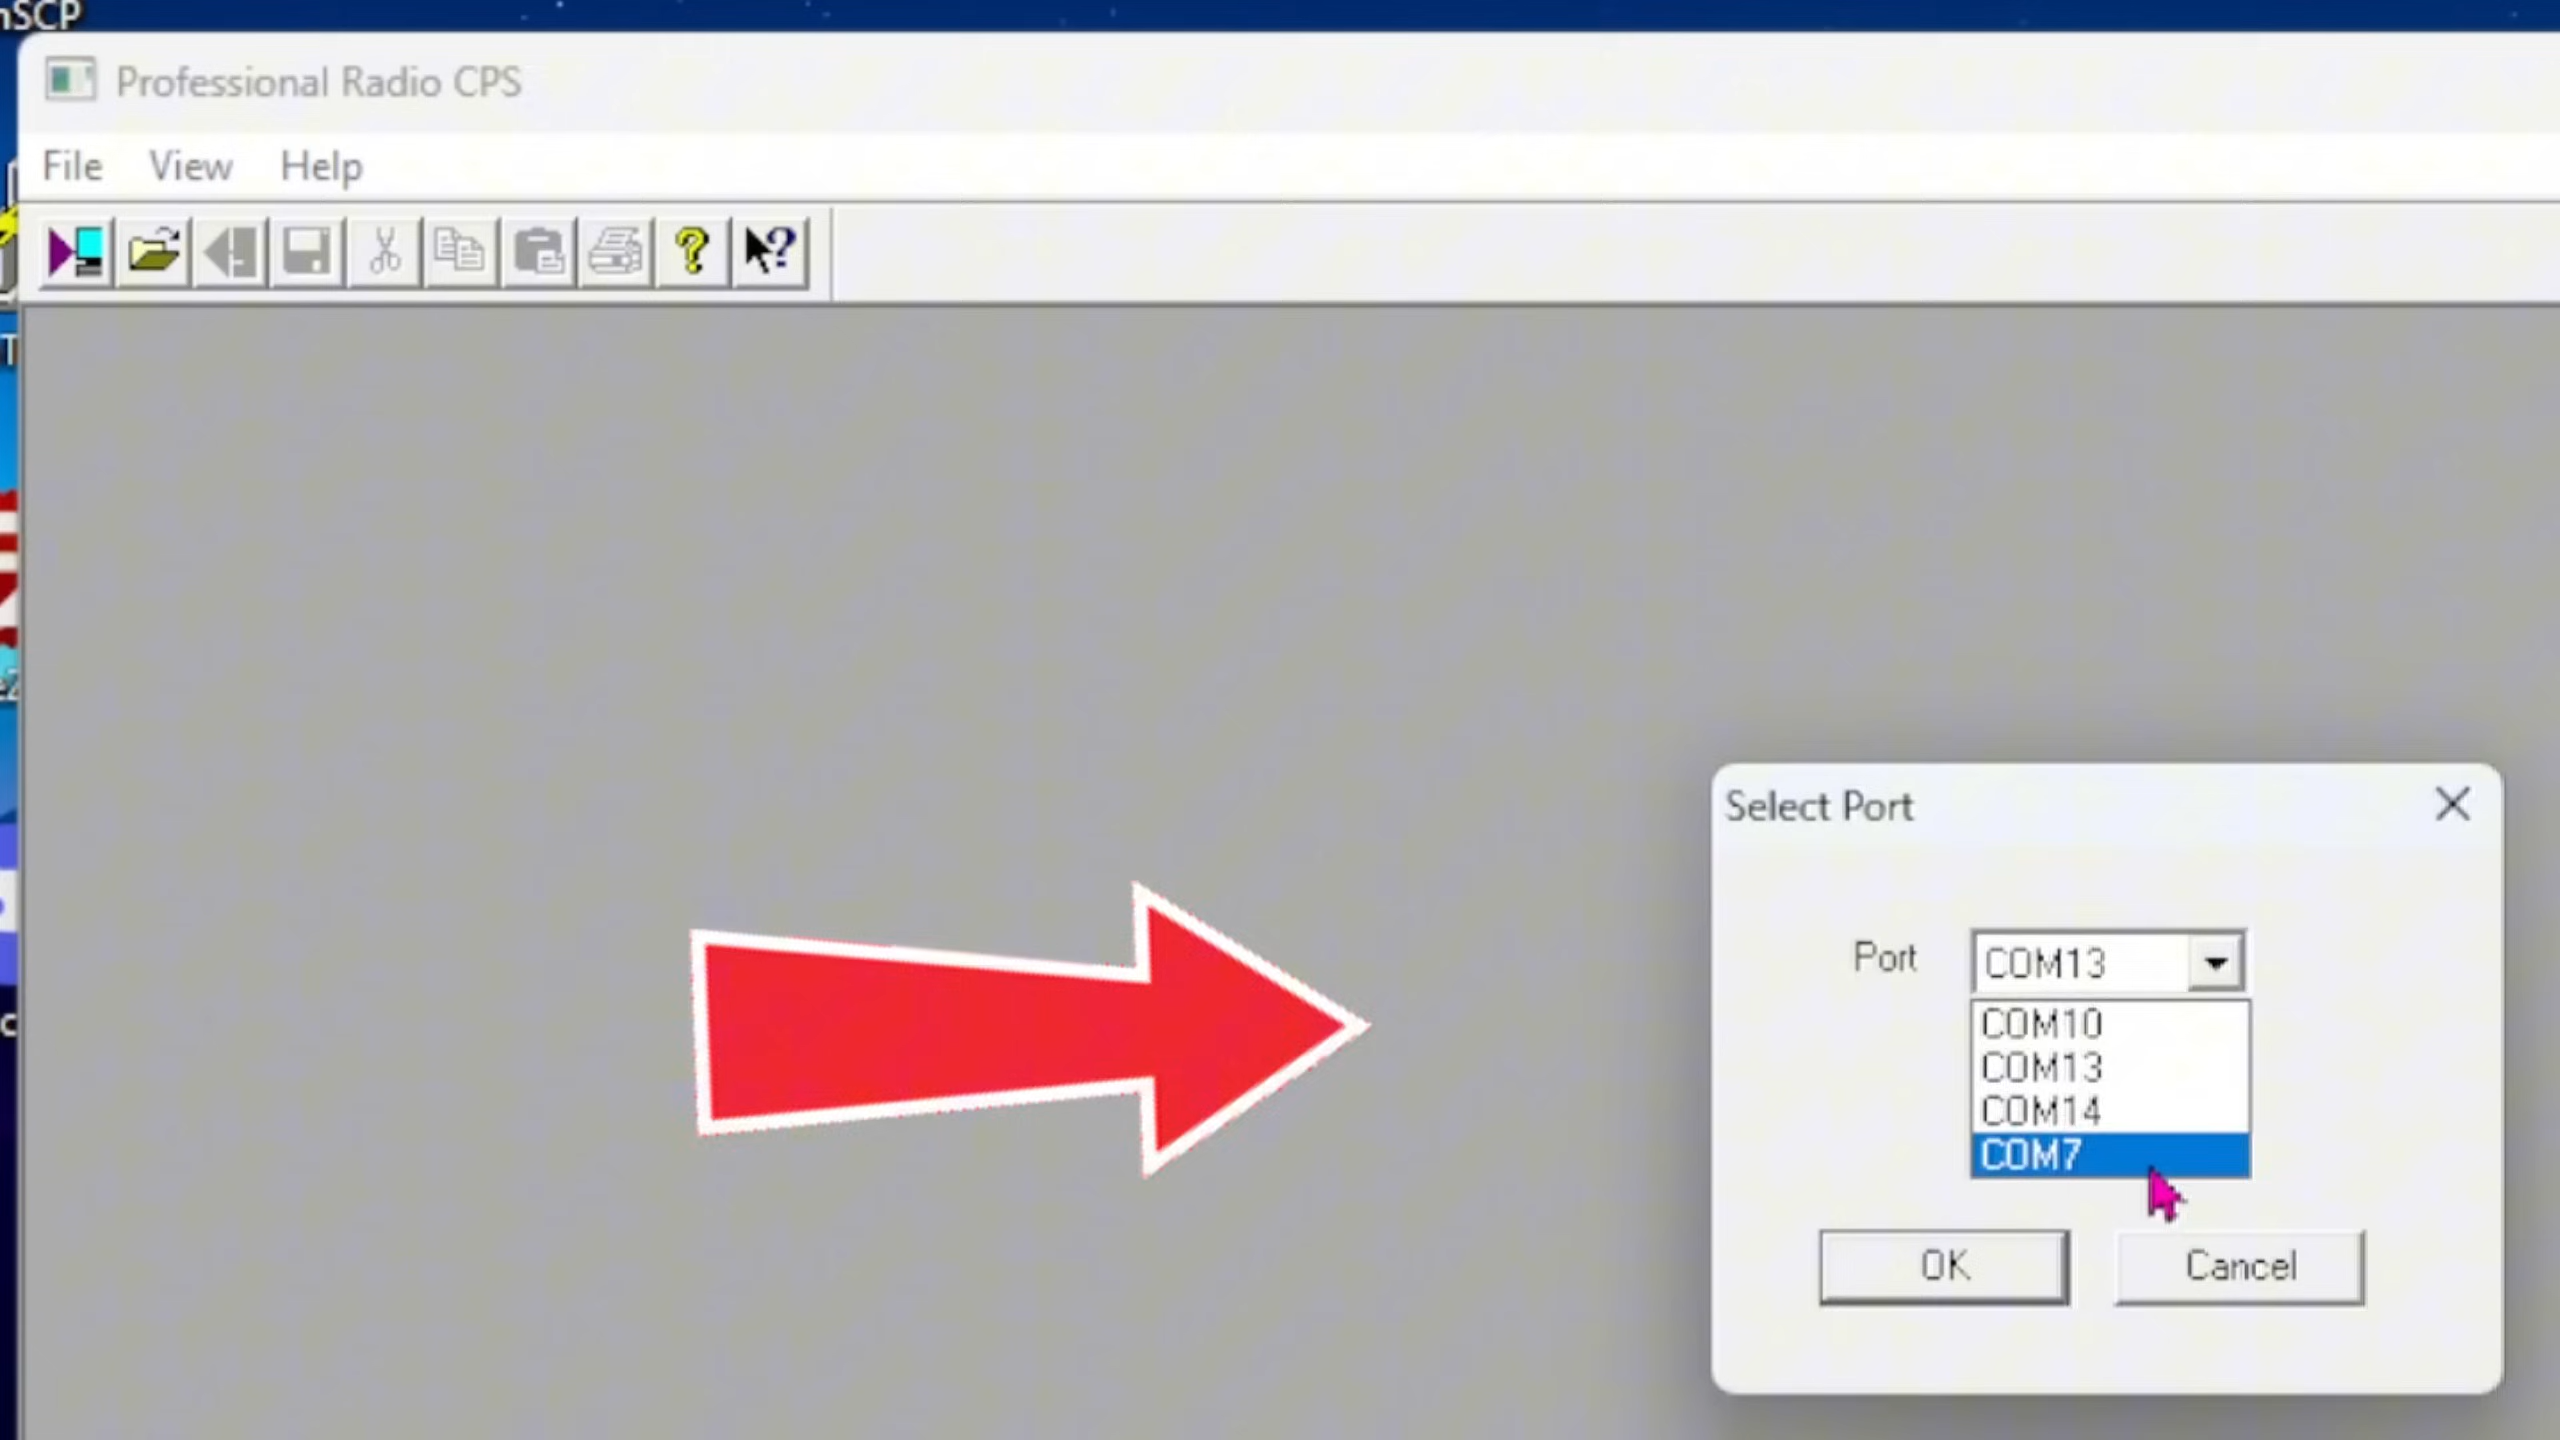 nSCP
Professional Radio CPS
File View Help
Select Port
Port COM13
COM10
COM13
COM14
COM7
OK Cancel